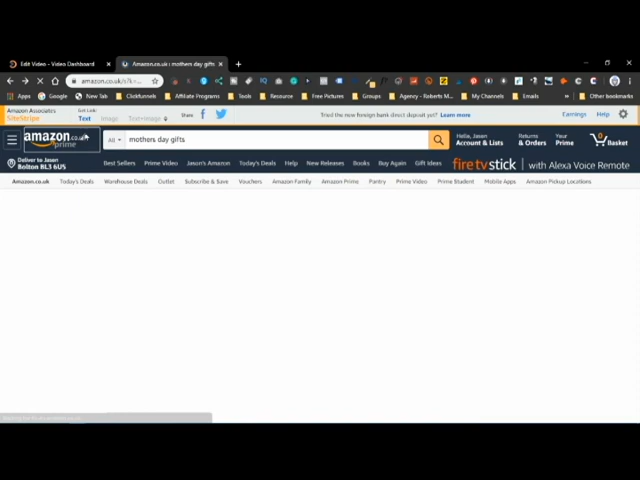 Edit Video - Video Dashboard
Amazon.co.uk : mothers day gifts
amazon.co.uk/s?k=
Apps Google New Tab Clickfunnels Affiliate Programs Tools Resource Free Pictures Groups Agency - Roberts M... My Channels Emails » Other bookmarks
Amazon Associates
SiteStripe
Get Link:
Text Image Text+Image
Share
Tried the new foreign bank direct deposit yet? Learn more
Earnings Help
amazon.co.uk
prime
All mothers day gifts
Hello, Jason
Account & Lists
Returns
& Orders
Your
Prime
0
Basket
Deliver to Jason
Bolton BL3 6US
Best Sellers Prime Video Jason's Amazon Today's Deals Help New Releases Books Buy Again Gift Ideas
fire tv stick | with Alexa Voice Remote
Amazon.co.uk Today's Deals Warehouse Deals Outlet Subscribe & Save Vouchers Amazon Family Amazon Prime Pantry Prime Video Prime Student Mobile Apps Amazon Pickup Locations